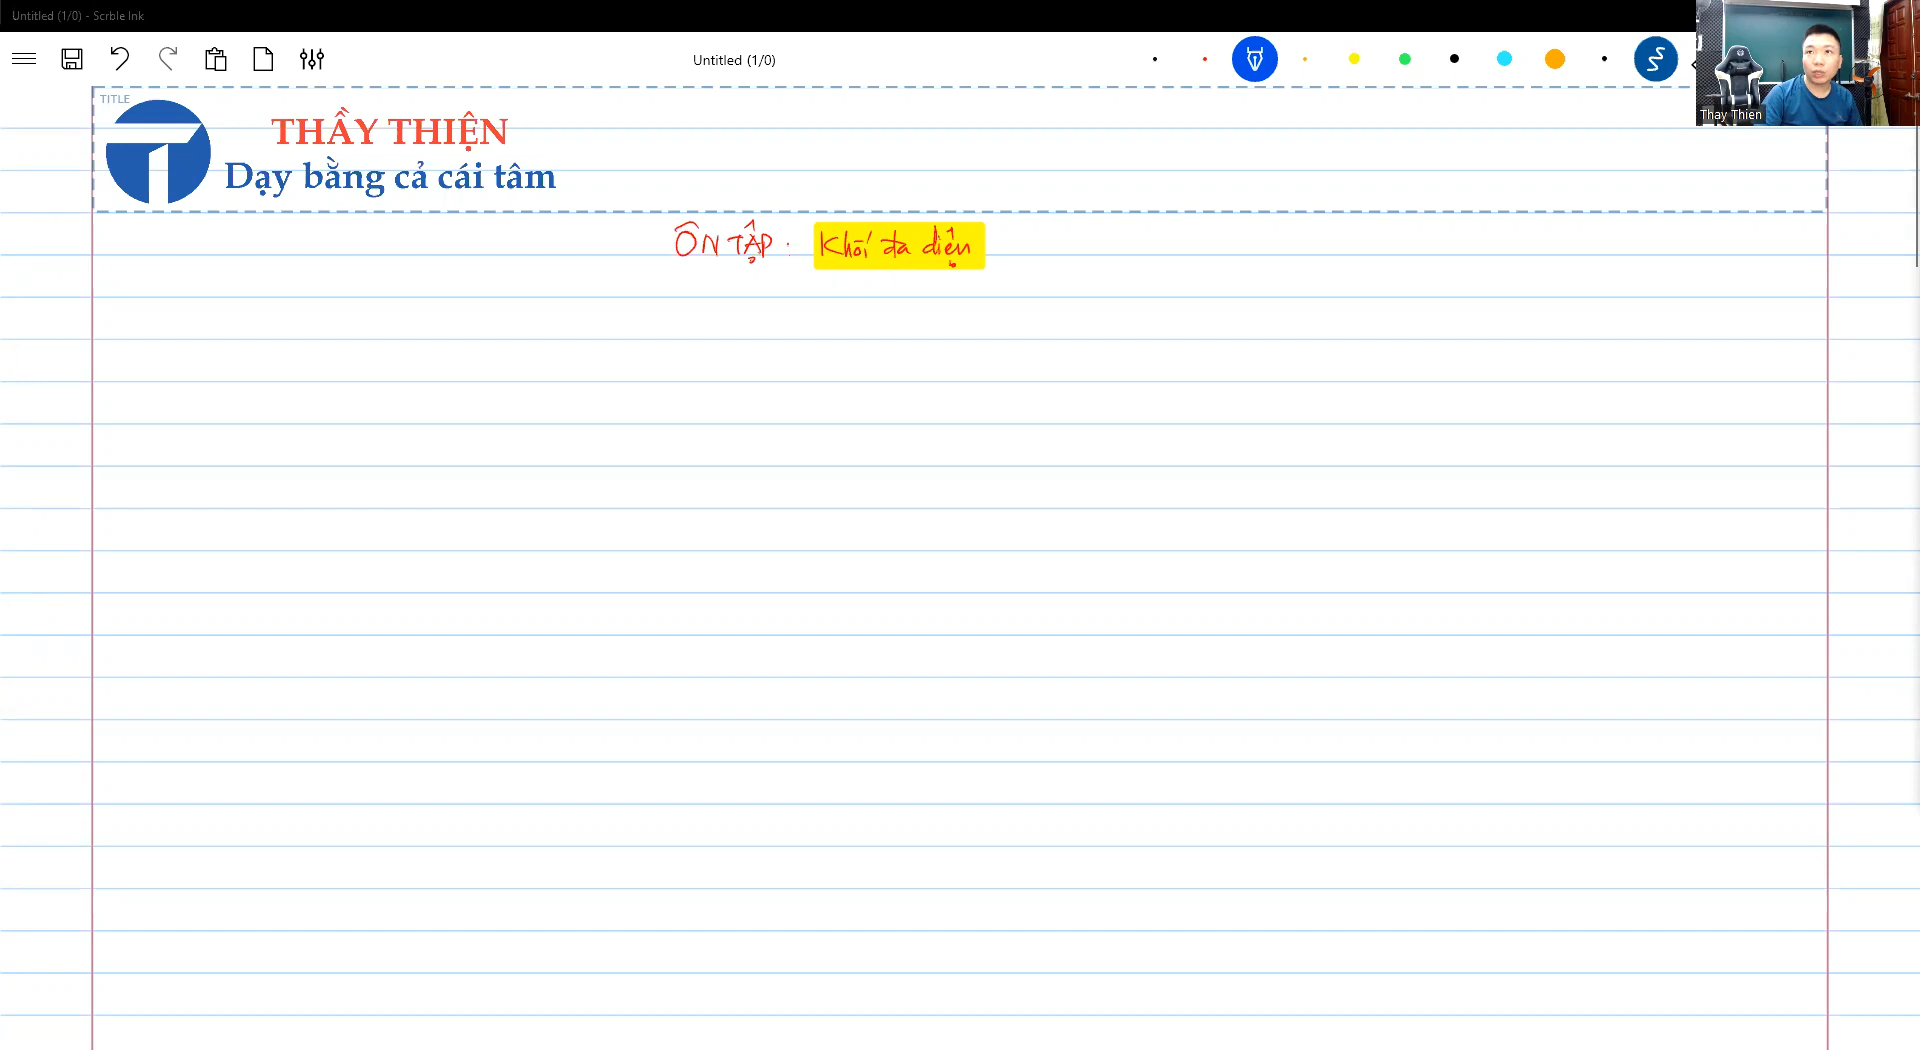 Untitled (1/0) - Scrble Ink
Untitled (1/0)
Thay Thien
TITLE
THẦY THIỆN
Dạy bằng cả cái tâm
ÔN TẬP : Khối đa diện